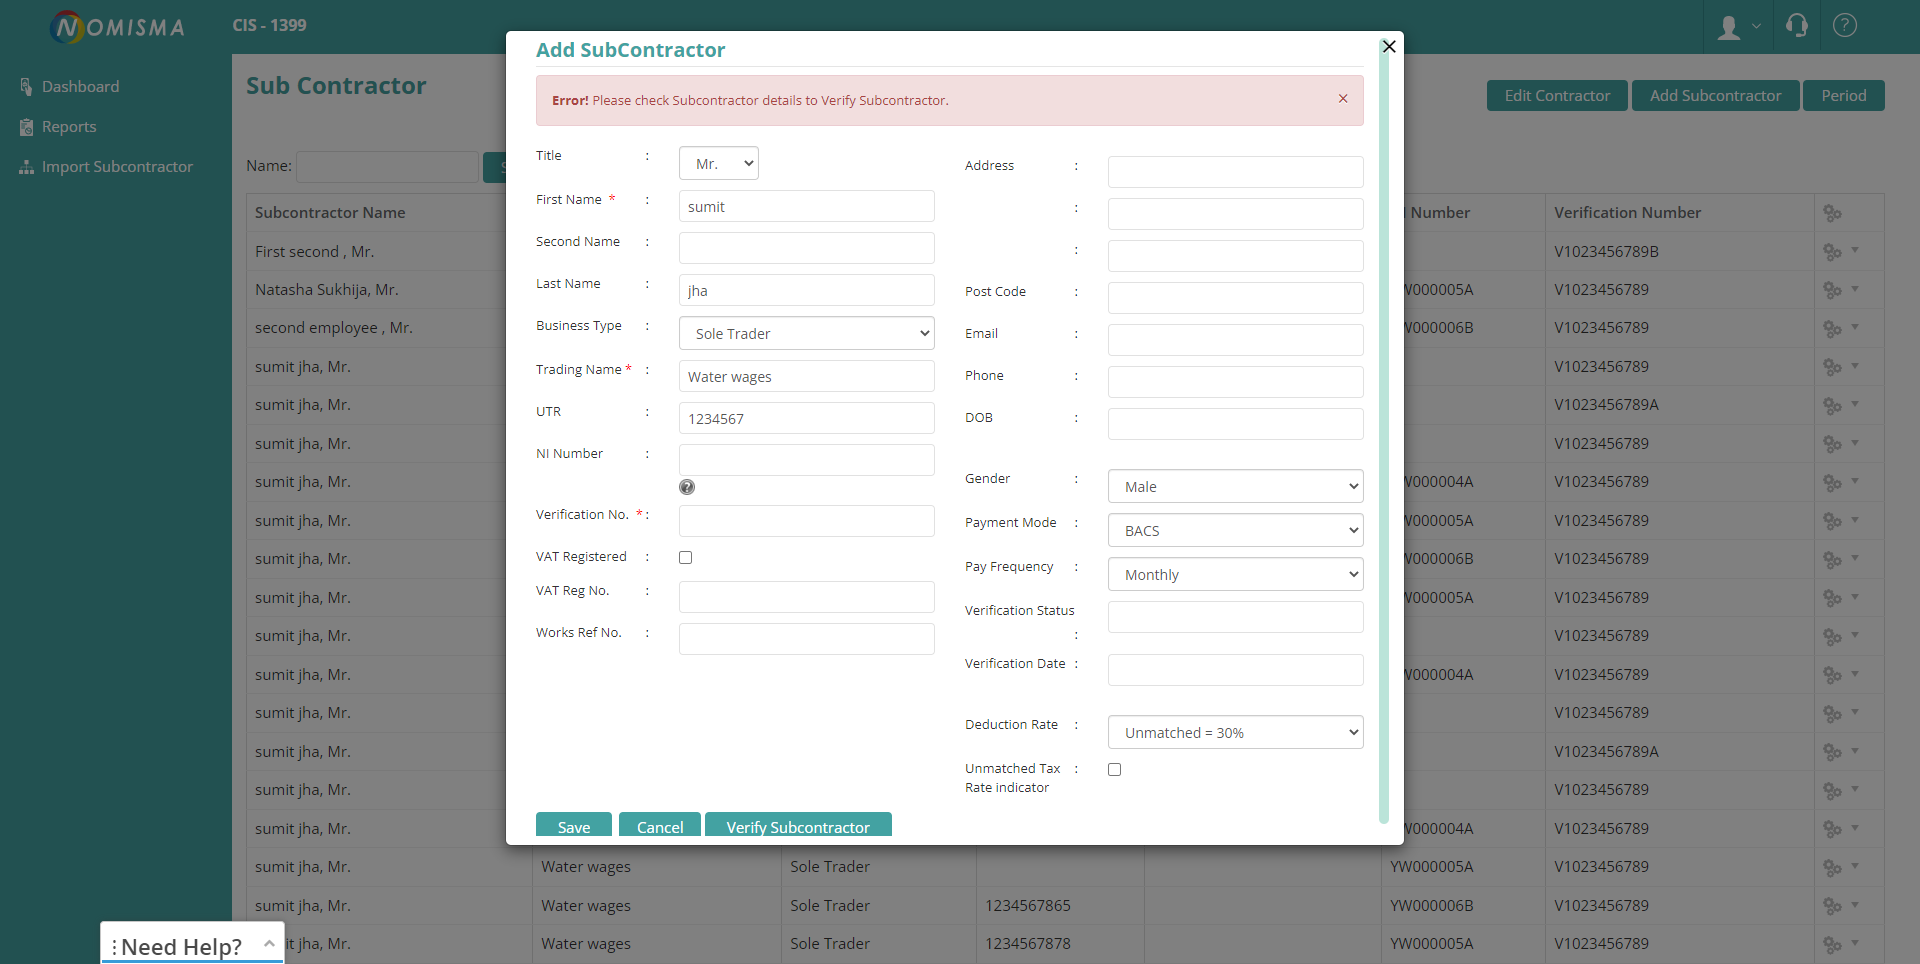 NOMISMA
CIS - 1399
Dashboard
Reports
Import Subcontractor
Sub Contractor
Edit Contractor
Add Subcontractor
Period
Name:
Subcontractor Name
Number
Verification Number
First second , Mr.
V1023456789B
Natasha Sukhija, Mr.
W000005A
V1023456789
second employee , Mr.
W000006B
V1023456789
sumit jha, Mr.
V1023456789
sumit jha, Mr.
V1023456789A
sumit jha, Mr.
V1023456789
sumit jha, Mr.
W000004A
V1023456789
sumit jha, Mr.
W000005A
V1023456789
sumit jha, Mr.
W000006B
V1023456789
sumit jha, Mr.
W000005A
V1023456789
sumit jha, Mr.
V1023456789
sumit jha, Mr.
W000004A
V1023456789
sumit jha, Mr.
V1023456789
sumit jha, Mr.
V1023456789A
sumit jha, Mr.
V1023456789
sumit jha, Mr.
W000004A
V1023456789
sumit jha, Mr.
Water wages
Sole Trader
YW000005A
V1023456789
sumit jha, Mr.
Water wages
Sole Trader
1234567865
YW000006B
V1023456789
it jha, Mr.
Water wages
Sole Trader
1234567878
YW000005A
V1023456789
Need Help?
Add SubContractor
Error! Please check Subcontractor details to Verify Subcontractor.
Title : Mr.
First Name * : sumit
Second Name :
Last Name : jha
Business Type : Sole Trader
Trading Name * : Water wages
UTR : 1234567
NI Number :
?
Verification No. * :
VAT Registered :
VAT Reg No. :
Works Ref No. :
Address :
:
:
Post Code :
Email :
Phone :
DOB :
Gender : Male
Payment Mode : BACS
Pay Frequency : Monthly
Verification Status
:
Verification Date :
Deduction Rate : Unmatched = 30%
Unmatched Tax :
Rate indicator
Save
Cancel
Verify Subcontractor